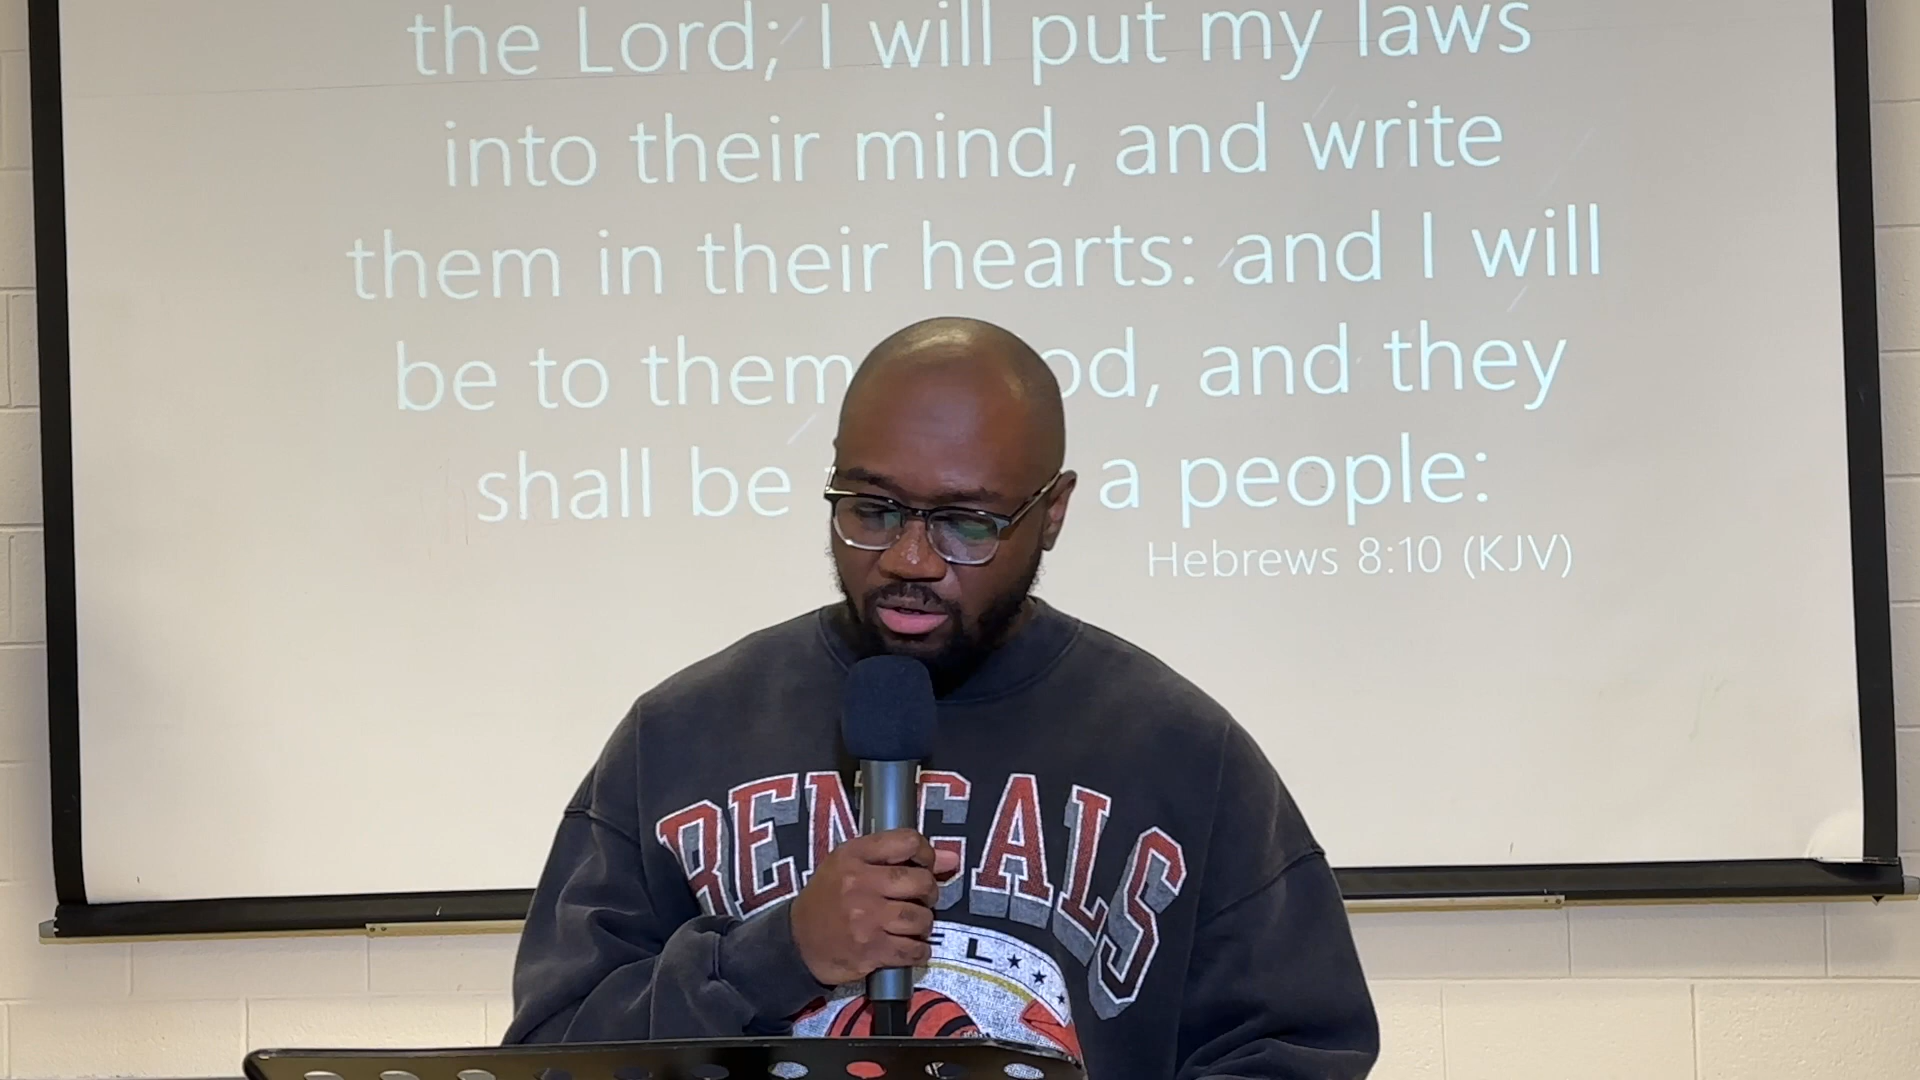 the Lord; I will put my laws
into their mind, and write
them in their hearts: and I will
be to them and they
shall be a people:
Hebrews 8:10 (KJV)
BENGALS